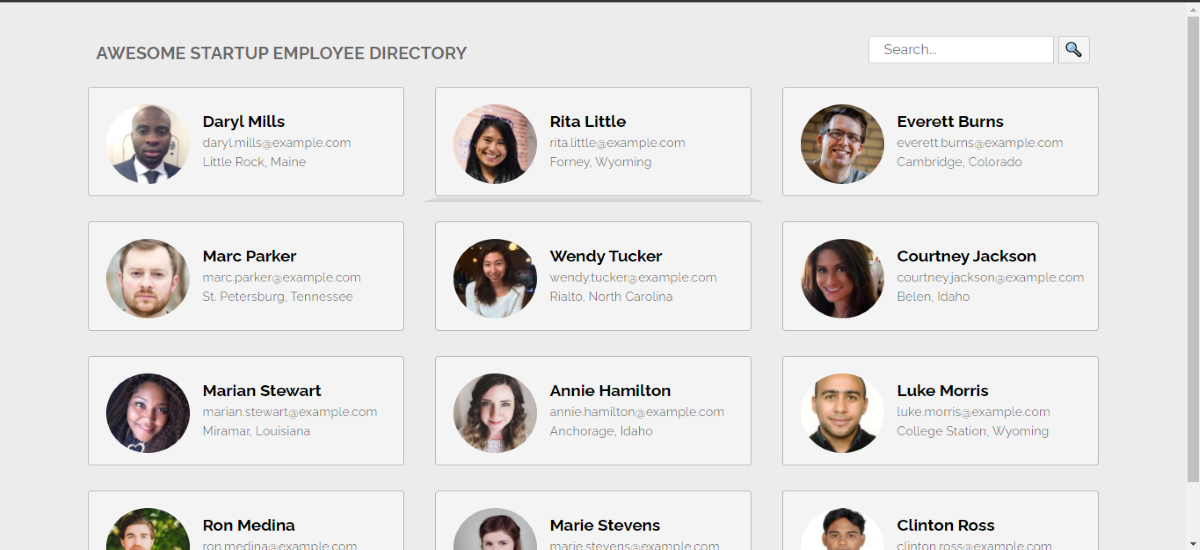 AWESOME STARTUP EMPLOYEE DIRECTORY
Search...
Daryl Mills
daryl.mills@example.com
Little Rock, Maine
Rita Little
rita.little@example.com
Forney, Wyoming
Everett Burns
everett.burns@example.com
Cambridge, Colorado
Marc Parker
marc.parker@example.com
St. Petersburg, Tennessee
Wendy Tucker
wendy.tucker@example.com
Rialto, North Carolina
Courtney Jackson
courtney.jackson@example.com
Belen, Idaho
Marian Stewart
marian.stewart@example.com
Miramar, Louisiana
Annie Hamilton
annie.hamilton@example.com
Anchorage, Idaho
Luke Morris
luke.morris@example.com
College Station, Wyoming
Ron Medina
ron.medina@example.com
Marie Stevens
marie.stevens@example.com
Clinton Ross
clinton.ross@example.com